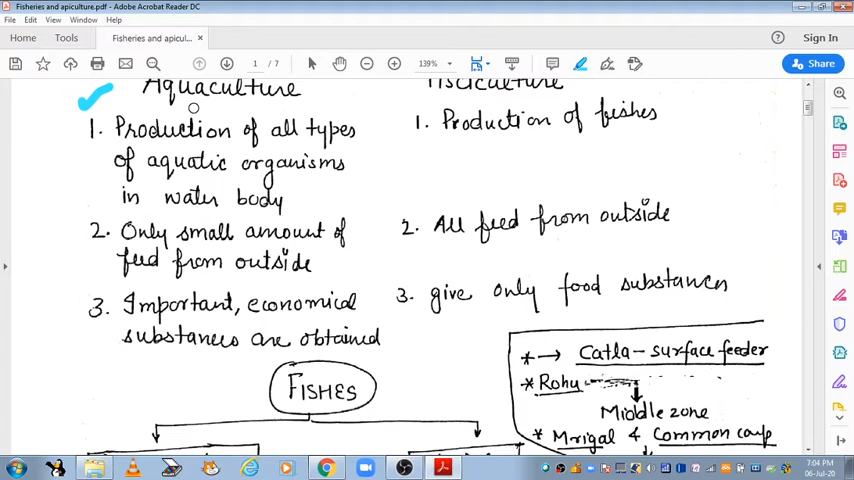 Fisheries and apiculture.pdf - Adobe Acrobat Reader DC
File Edit View Window Help
Home Tools Fisheries and apicul... × Sign In
1 / 7 139% Share
Aquaculture Pisciculture
1. Production of all types
of aquatic organisms
in water body
1. Production of fishes
2. Only small amount of
feed from outside
2. All feed from outside
3. Important, economical
substances are obtained
3. give only food substances
FISHES
* → Catla - surface feeder
* Rohu
Middle zone
* Mrigal & Common carp
7:04 PM
06-Jul-20